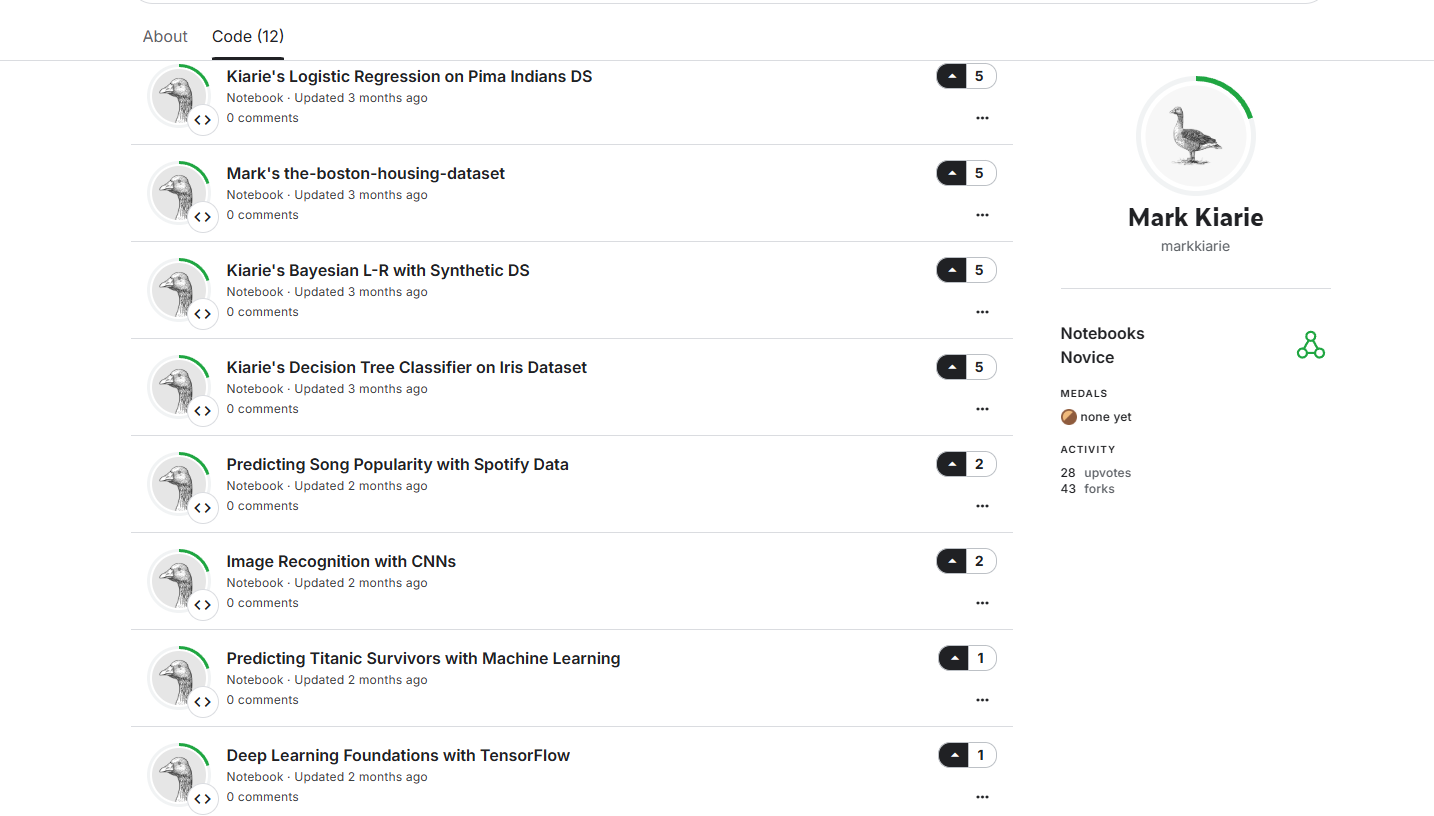 About Code (12)
Kiarie's Logistic Regression on Pima Indians DS
5
Notebook · Updated 3 months ago
0 comments
Mark's the-boston-housing-dataset
5
Notebook · Updated 3 months ago
0 comments
Kiarie's Bayesian L-R with Synthetic DS
5
Notebook · Updated 3 months ago
0 comments
Kiarie's Decision Tree Classifier on Iris Dataset
5
Notebook · Updated 3 months ago
0 comments
Predicting Song Popularity with Spotify Data
2
Notebook · Updated 2 months ago
0 comments
Image Recognition with CNNs
2
Notebook · Updated 2 months ago
0 comments
Predicting Titanic Survivors with Machine Learning
1
Notebook · Updated 2 months ago
0 comments
Deep Learning Foundations with TensorFlow
1
Notebook · Updated 2 months ago
0 comments
Mark Kiarie
markkiarie
Notebooks
Novice
MEDALS
none yet
ACTIVITY
28 upvotes
43 forks